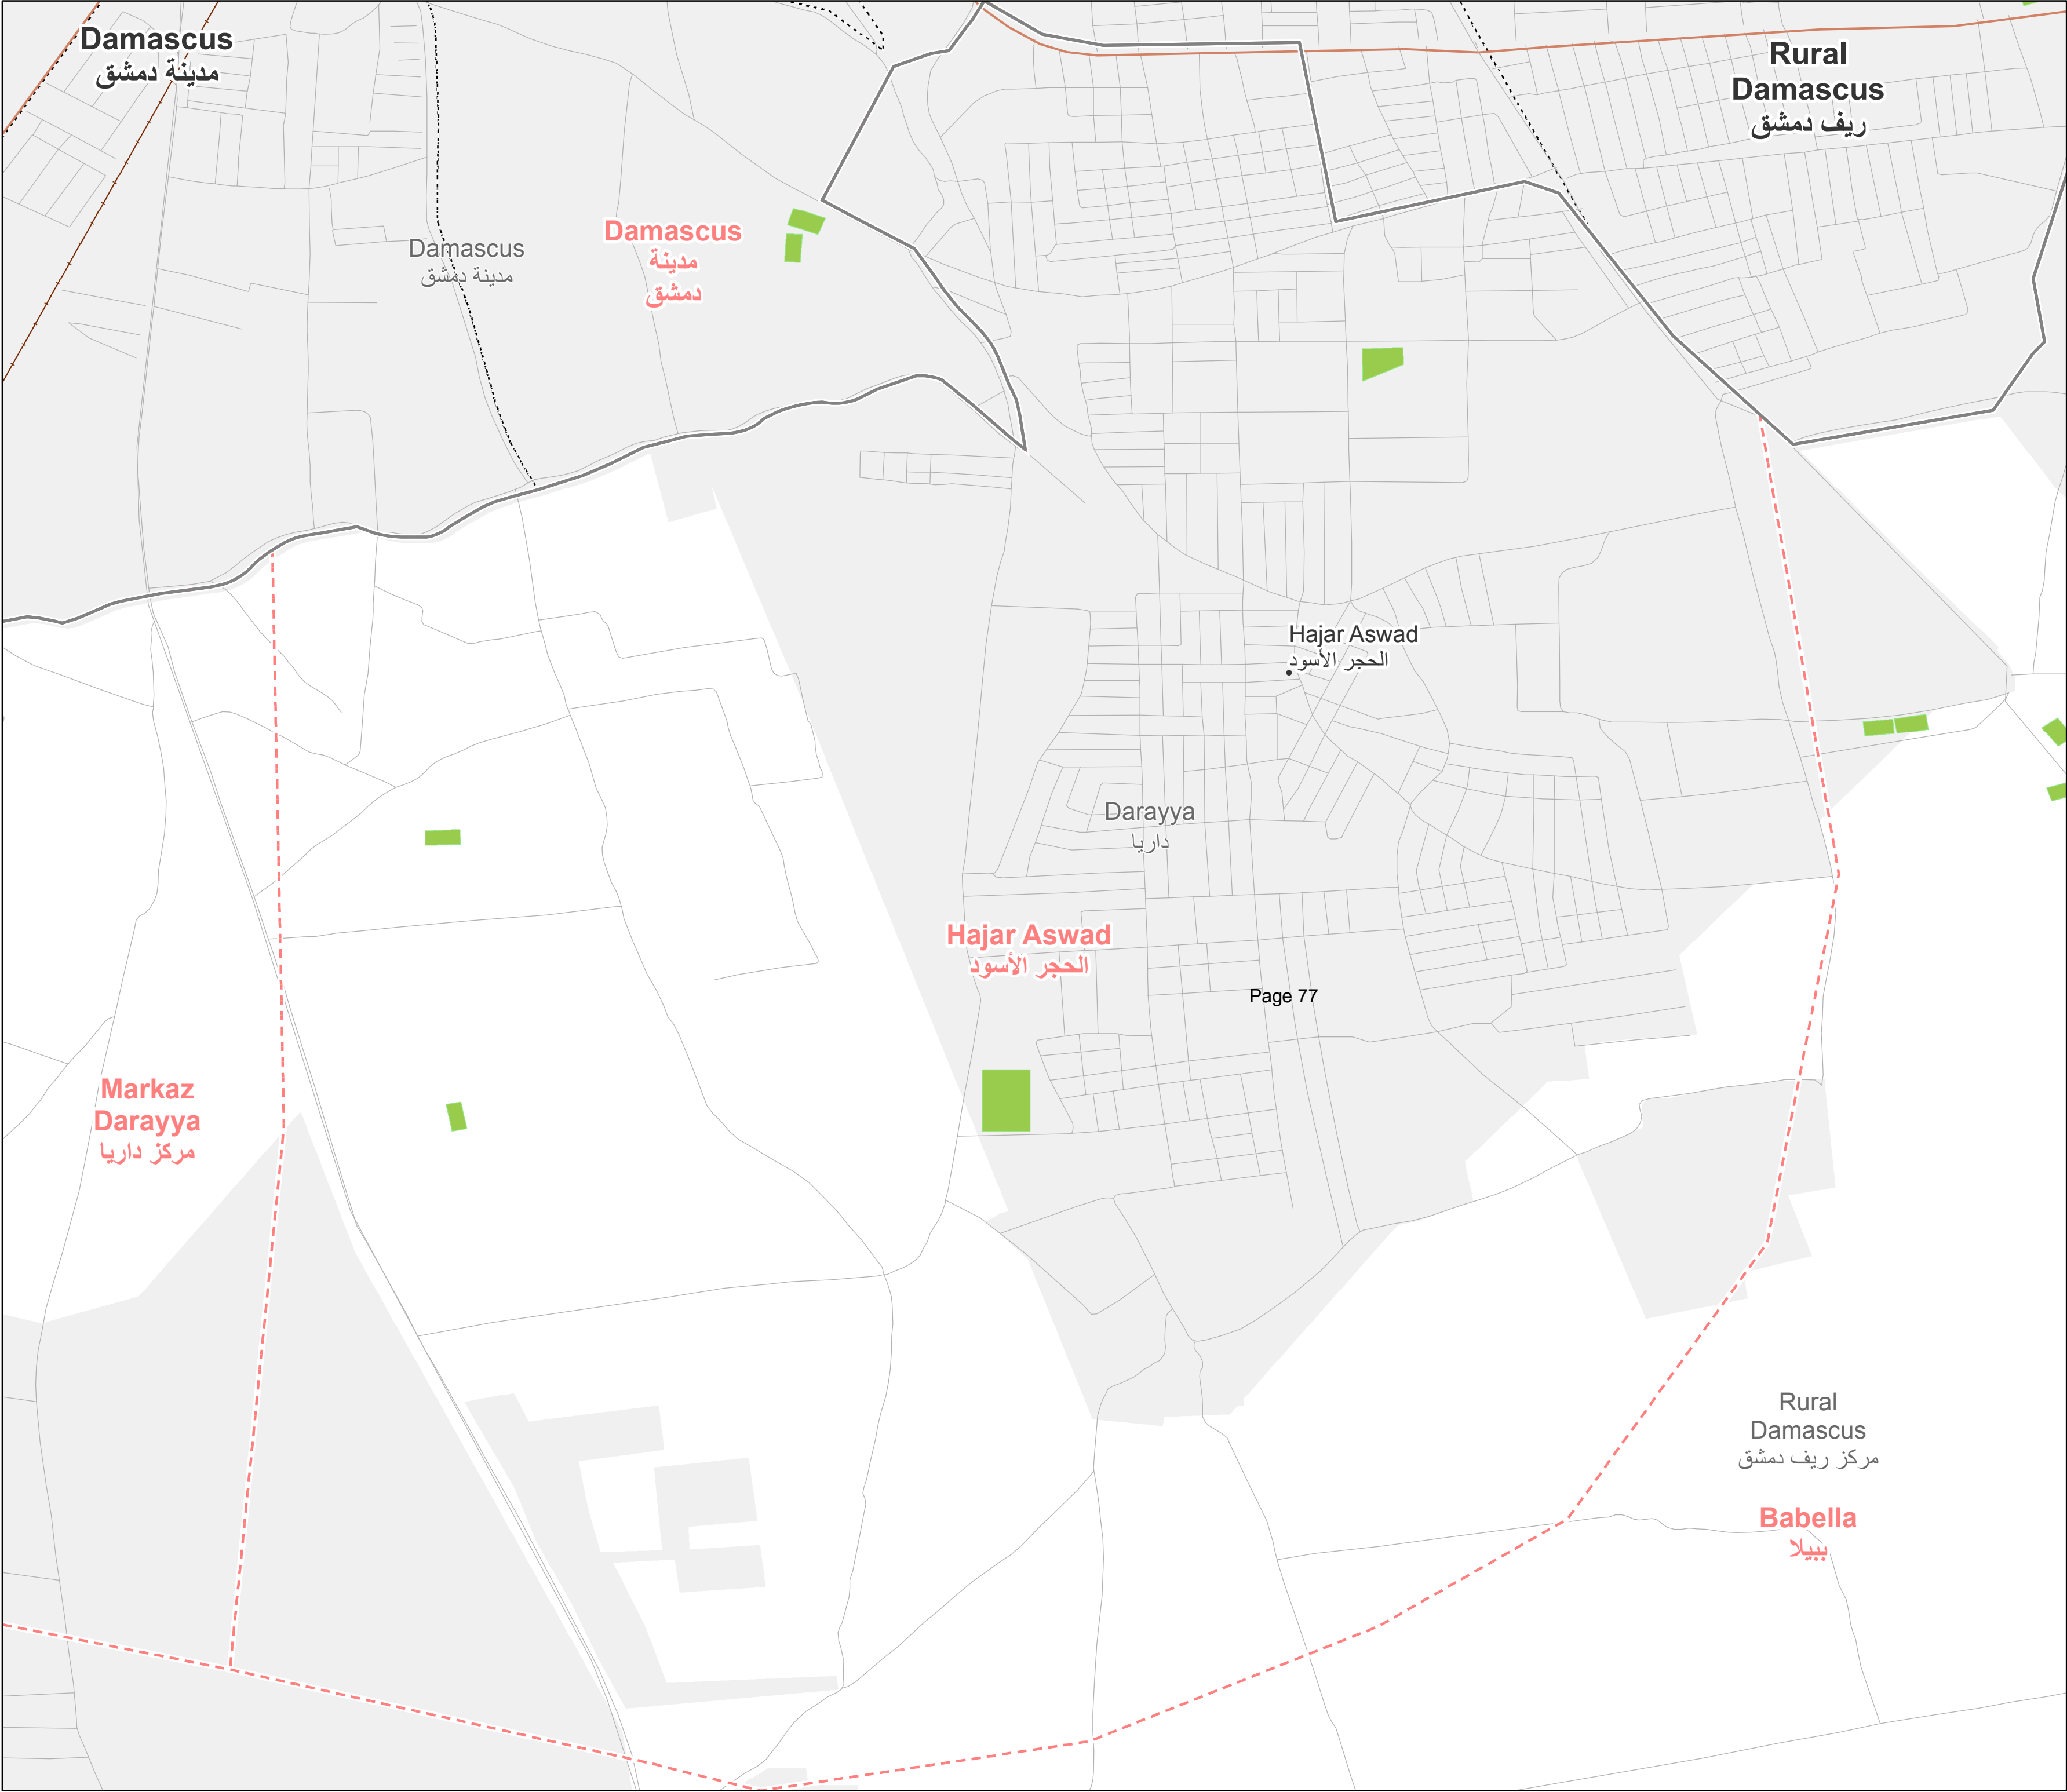 Damascus
مدينة دمشق
Rural
Damascus
ريف دمشق
Damascus
مدينة
دمشق
Damascus
مدينة دمشق
Hajar Aswad
الحجر الأسود
Darayya
داريا
Hajar Aswad
الحجر الأسود
Page 77
Markaz
Darayya
مركز داريا
Rural
Damascus
مركز ريف دمشق
Babella
ببيلا